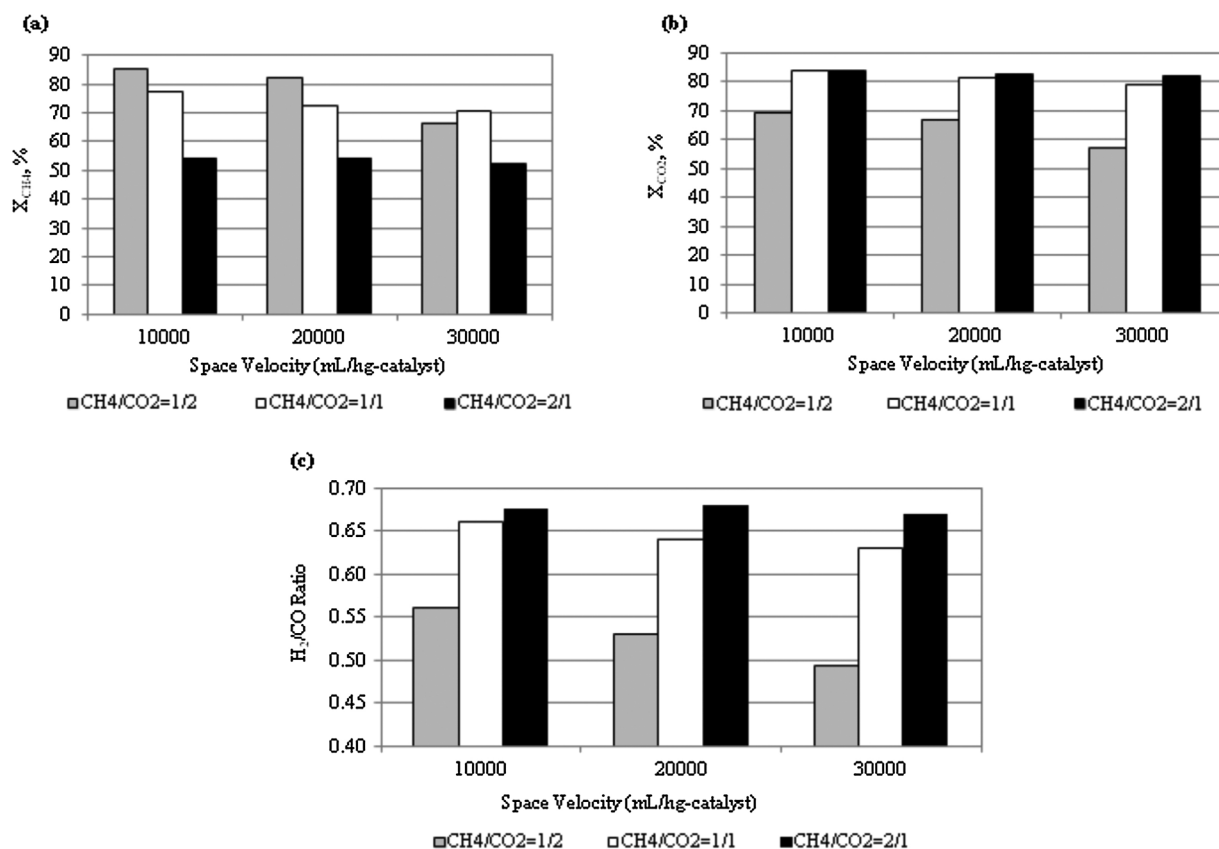 (a)
90
80
70
60
50
40
30
20
10
0
X_CH4, %
10000 20000 30000
Space Velocity (mL/hg-catalyst)
CH4/CO2=1/2 CH4/CO2=1/1 CH4/CO2=2/1
(b)
90
80
70
60
50
40
30
20
10
0
X_CO2, %
10000 20000 30000
Space Velocity (mL/hg-catalyst)
CH4/CO2=1/2 CH4/CO2=1/1 CH4/CO2=2/1
(c)
0.70
0.65
0.60
0.55
0.50
0.45
0.40
H₂/CO Ratio
10000 20000 30000
Space Velocity (mL/hg-catalyst)
CH4/CO2=1/2 CH4/CO2=1/1 CH4/CO2=2/1